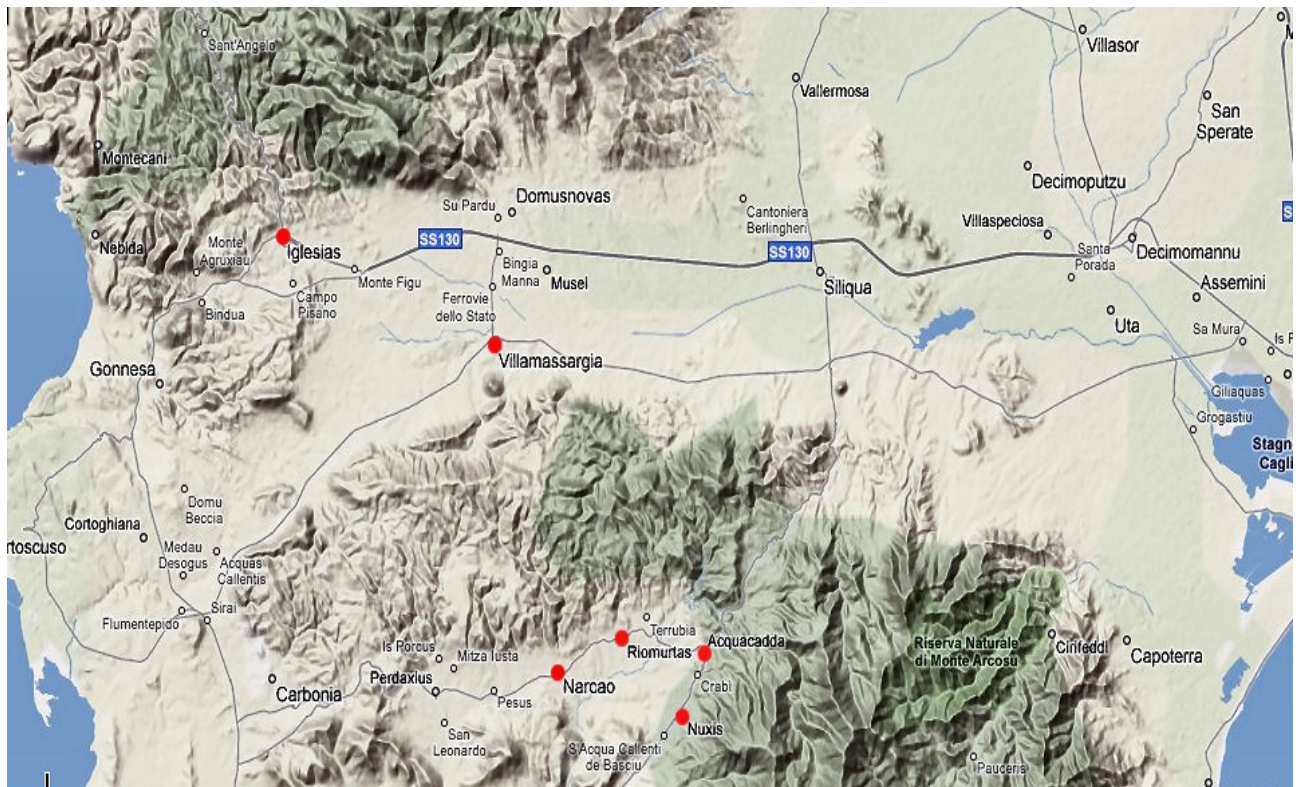 Sant'Angelo
Villasor
Vallermosa
San
Sperate
Montecani
Decimoputzu
Domusnovas
Su Pardu
Cantoniera
Berlingheri
Villaspeciosa
Nebida
Monte
Agruxiau
Iglesias
SS130
SS130
Santa
Porada
Decimomannu
Bingia
Manna
Musel
Monte Figu
Siliqua
Assemini
Campo
Pisano
Bindua
Ferrovie
dello Stato
Uta
Sa Mura
Villamassargia
Gonnesa
Giliaquas
Grogastiu
Stagn
Cagli
Domu
Beccia
Cortoghiana
rtoscuso
Medau
Desogus
Acquas
Callentis
Sirai
Flumentepido
Terrubia
Acquacadda
Riomurtas
Riserva Naturale
di Monte Arcosu
Cinfeddi
Capoterra
Is Porcus
Mitza Iusta
Perdaxius
Narcao
Crabi
Carbonia
Pesus
Nuxis
San
Leonardo
S'Acqua Callenti
de Basciu
Pauceris